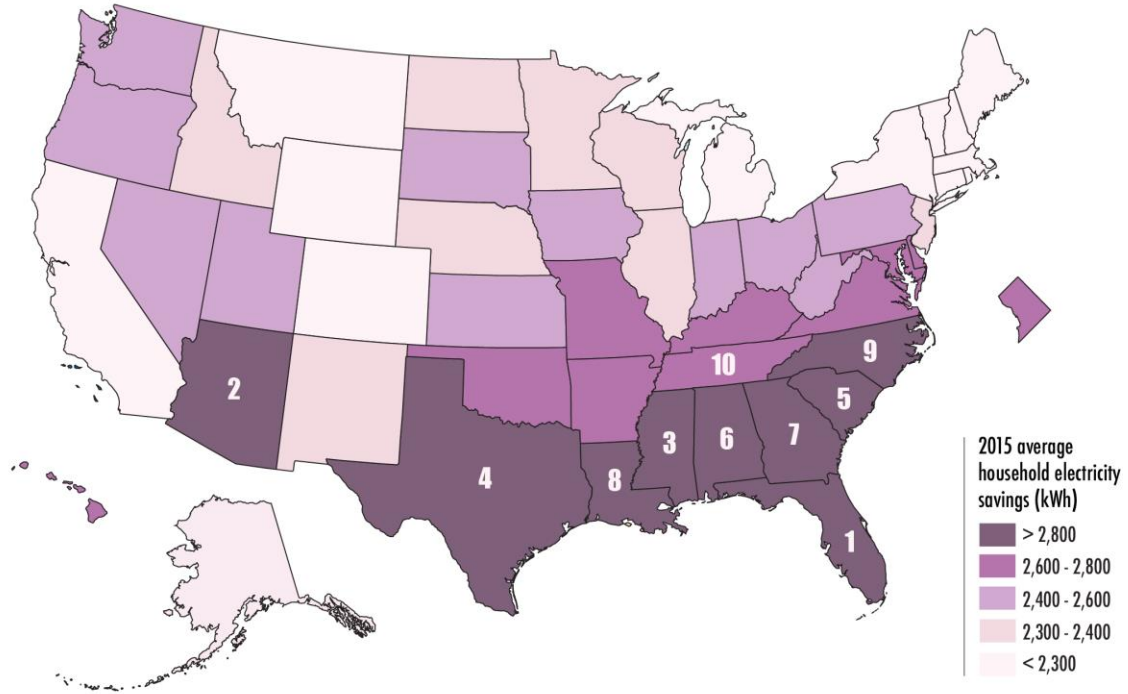 2
9
10
5
3
6
7
4
8
1
2015 average
household electricity
savings (kWh)
> 2,800
2,600 - 2,800
2,400 - 2,600
2,300 - 2,400
< 2,300